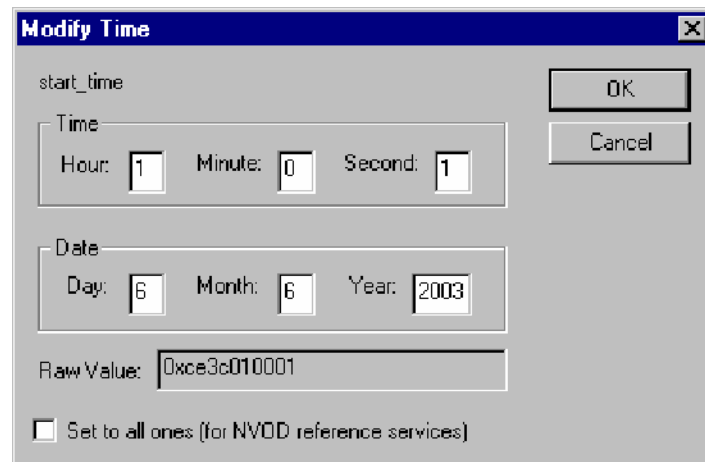 Modify Time
start_time
OK
Time
Hour: 1 Minute: 0 Second: 1
Cancel
Date
Day: 6 Month: 6 Year: 2003
Raw Value: 0xce3c010001
Set to all ones (for NVOD reference services)